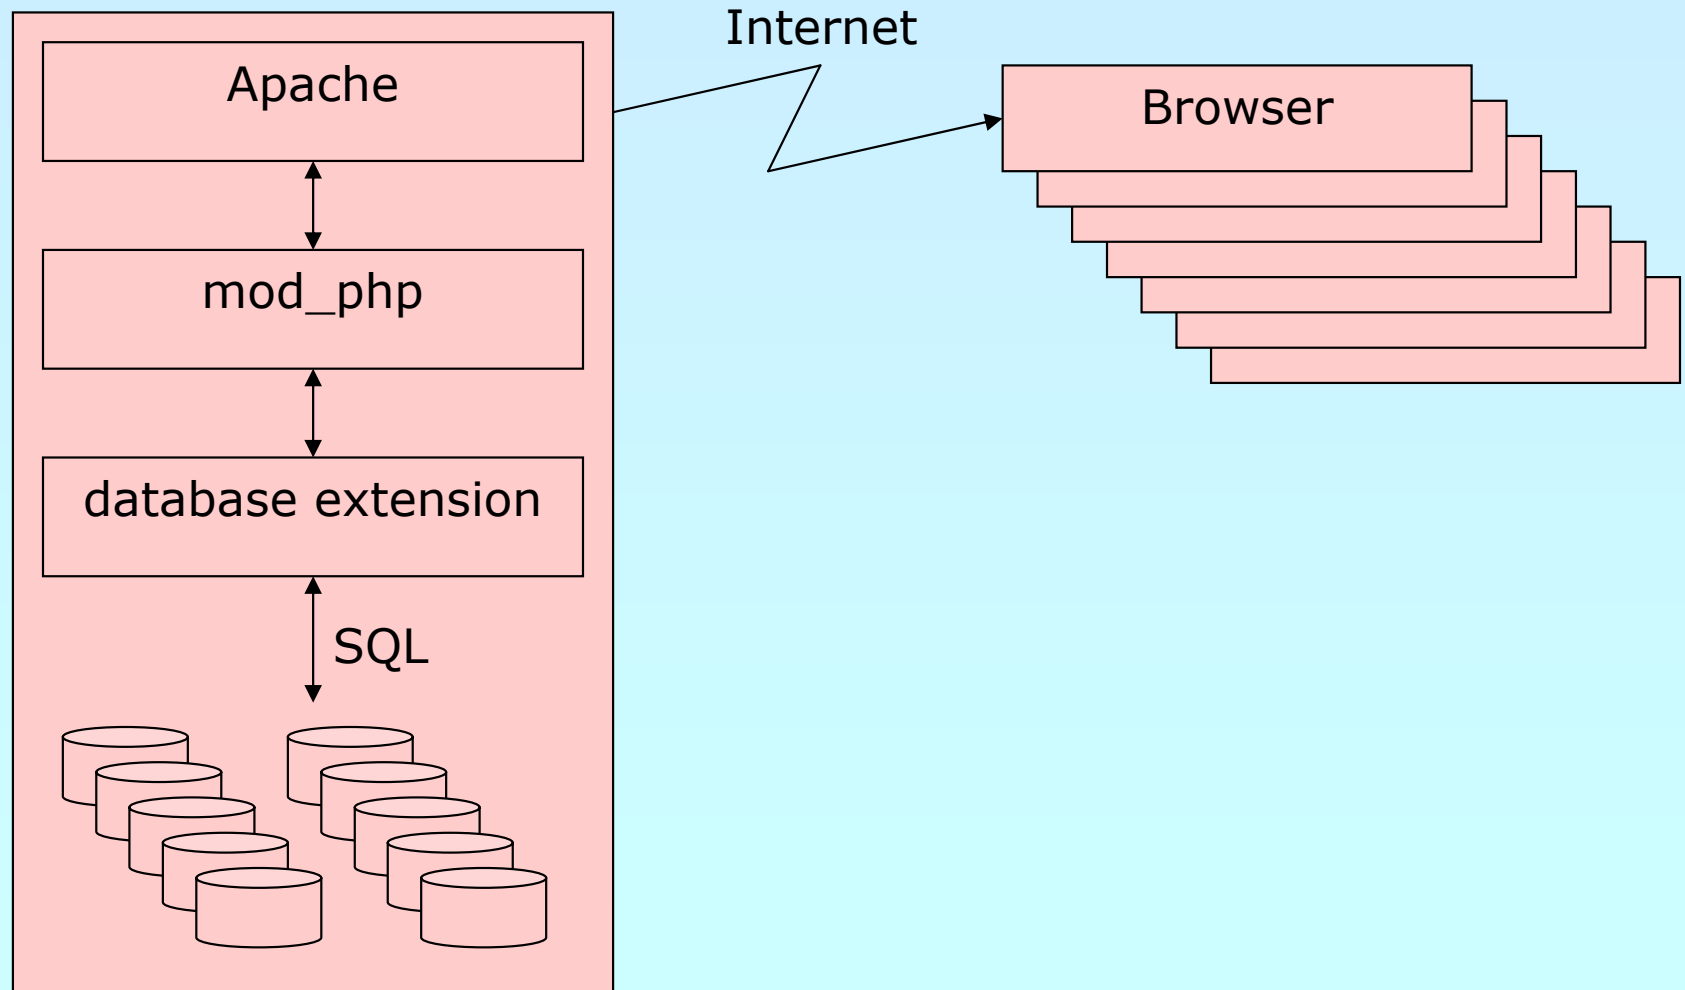 Internet
Apache
Browser
mod_php
database extension
SQL